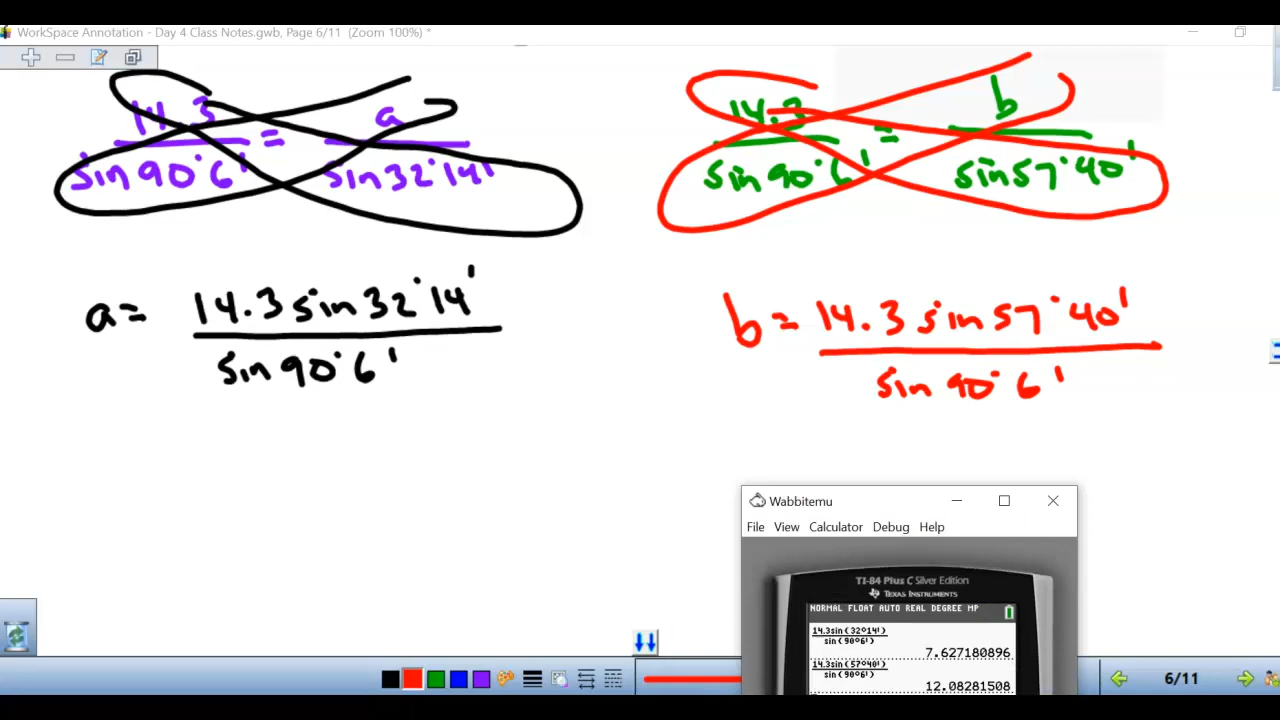 WorkSpace Annotation - Day 4 Class Notes.gwb, Page 6/11 (Zoom 100%) *
14.3 = a
sin 90° 6' sin 32° 14'
14.3 = b
sin 90° 6' sin 57° 40'
a = 14.3 sin 32° 14'
sin 90° 6'
b = 14.3 sin 57° 40'
sin 90° 6'
Wabbitemu
File View Calculator Debug Help
TI-84 Plus C Silver Edition
TEXAS INSTRUMENTS
NORMAL FLOAT AUTO REAL DEGREE MP
14.3sin(32°14')
sin(90°6')
7.627180896
14.3sin(57°40')
sin(90°6')
12.08281508
6/11